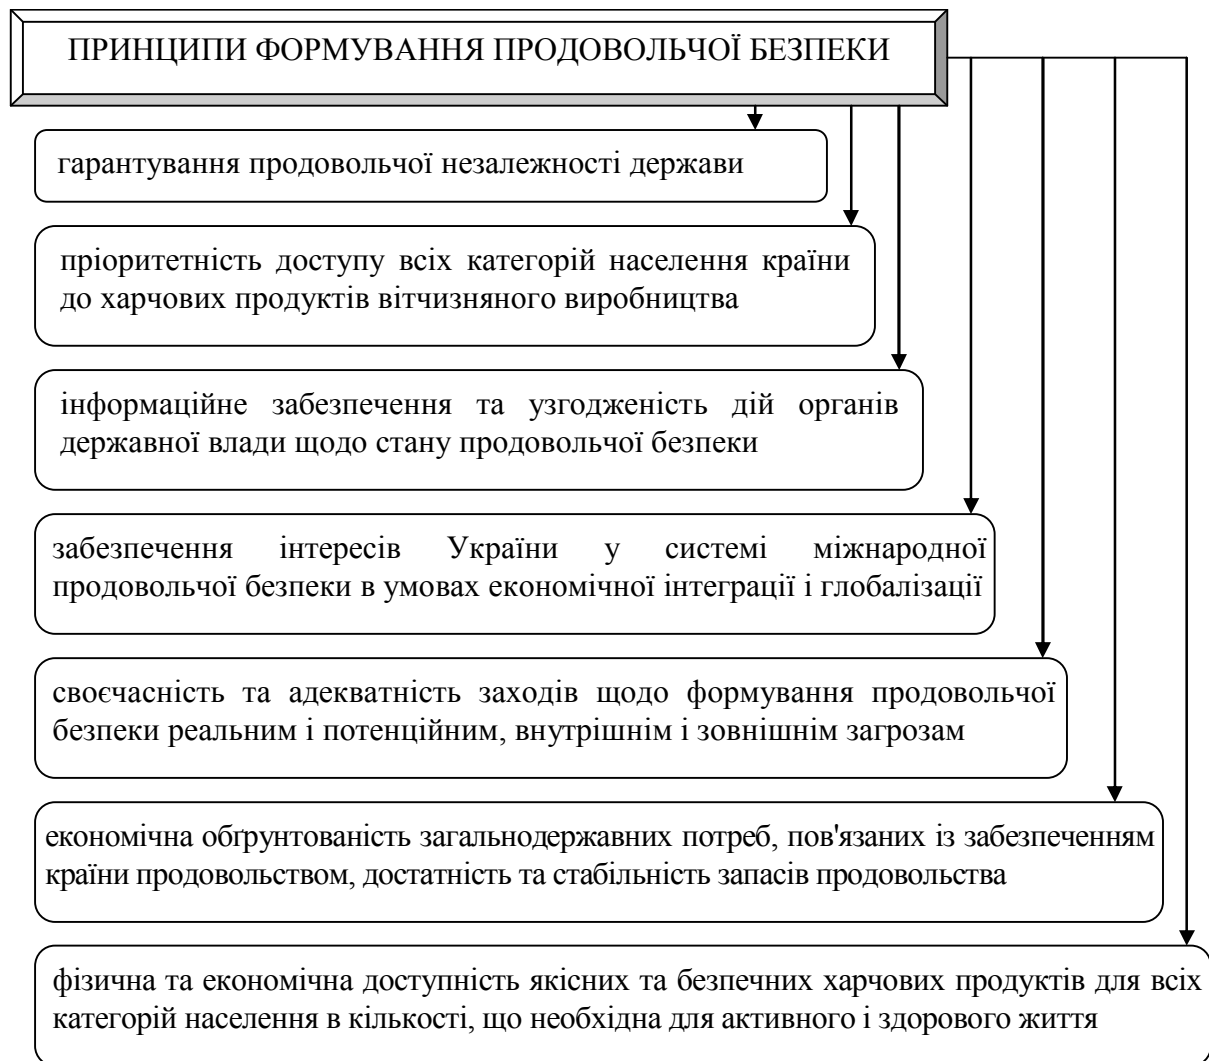 ПРИНЦИПИ ФОРМУВАННЯ ПРОДОВОЛЬЧОЇ БЕЗПЕКИ
гарантування продовольчої незалежності держави
пріоритетність доступу всіх категорій населення країни
до харчових продуктів вітчизняного виробництва
інформаційне забезпечення та узгодженість дій органів
державної влади щодо стану продовольчої безпеки
забезпечення інтересів України у системі міжнародної
продовольчої безпеки в умовах економічної інтеграції і глобалізації
своєчасність та адекватність заходів щодо формування продовольчої
безпеки реальним і потенційним, внутрішнім і зовнішнім загрозам
економічна обґрунтованість загальнодержавних потреб, пов'язаних із забезпеченням
країни продовольством, достатність та стабільність запасів продовольства
фізична та економічна доступність якісних та безпечних харчових продуктів для всіх
категорій населення в кількості, що необхідна для активного і здорового життя